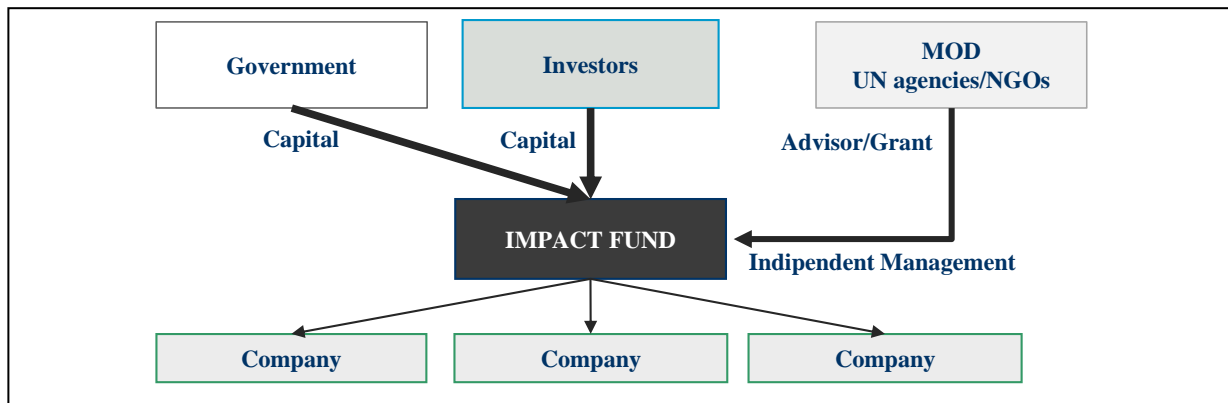 Government
Investors
MOD
UN agencies/NGOs
Capital
Capital
Advisor/Grant
IMPACT FUND
Indipendent Management
Company
Company
Company